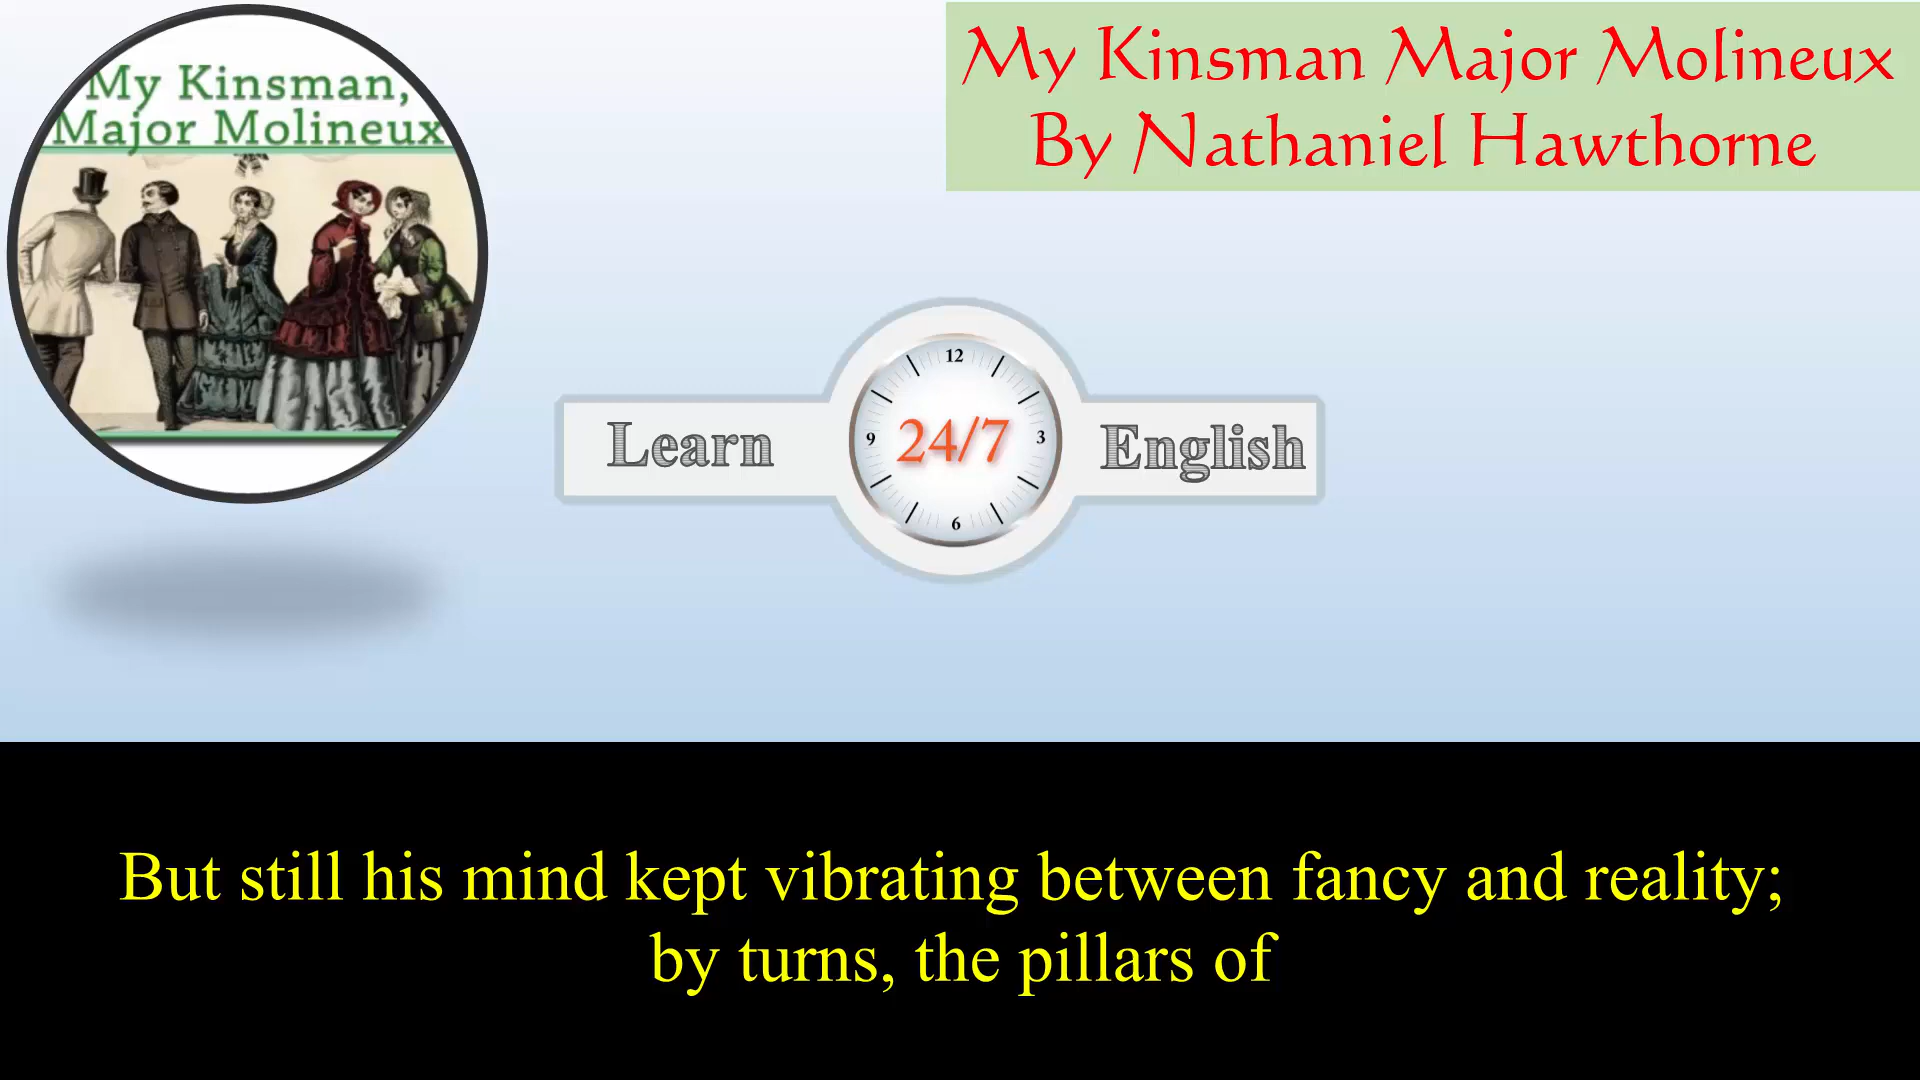 My Kinsman,
Major Molineux
My Kinsman Major Molineux
By Nathaniel Hawthorne
12
Learn 9 24/7 3 English
6
But still his mind kept vibrating between fancy and reality;
by turns, the pillars of